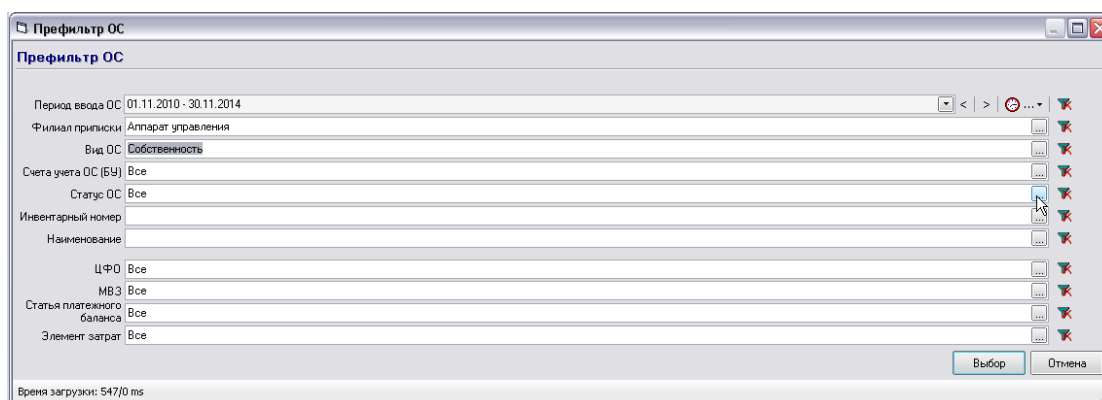 Префильтр ОС
Префильтр ОС
Период ввода ОС 01.11.2010 - 30.11.2014 < > ...
Филиал приписки Аппарат управления ...
Вид ОС Собственность ...
Счета учета ОС (БУ) Все ...
Статус ОС Все ...
Инвентарный номер ...
Наименование ...
ЦФО Все ...
МВЗ Все ...
Статья платежного
баланса Все ...
Элемент затрат Все ...
Выбор Отмена
Время загрузки: 547/0 ms